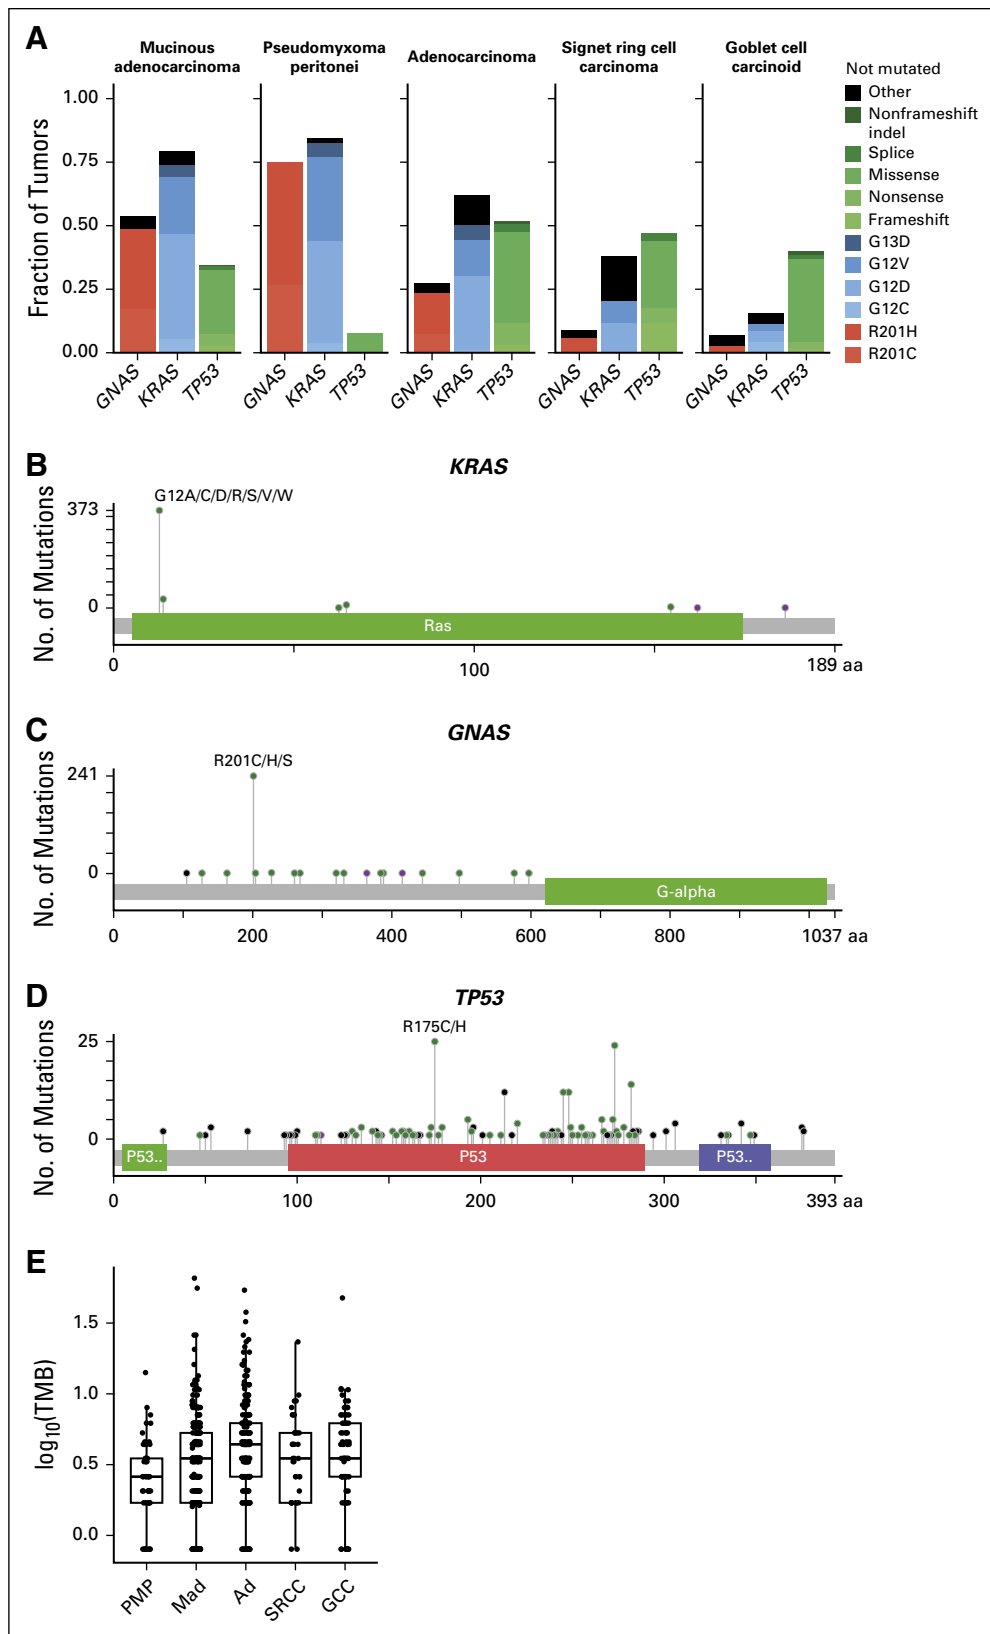 A
Mucinous adenocarcinoma
Pseudomyxoma peritonei
Adenocarcinoma
Signet ring cell carcinoma
Goblet cell carcinoid
Fraction of Tumors
1.00
0.75
0.50
0.25
0.00
GNAS KRAS TP53
GNAS KRAS TP53
GNAS KRAS TP53
GNAS KRAS TP53
GNAS KRAS TP53
Not mutated
Other
Nonframeshift indel
Splice
Missense
Nonsense
Frameshift
G13D
G12V
G12D
G12C
R201H
R201C
B
KRAS
No. of Mutations
373
0
G12A/C/D/R/S/V/W
Ras
0 100 189 aa
C
GNAS
No. of Mutations
241
0
R201C/H/S
G-alpha
0 200 400 600 800 1037 aa
D
TP53
No. of Mutations
25
0
R175C/H
P53.. P53 P53..
0 100 200 300 393 aa
E
log10(TMB)
1.5
1.0
0.5
0.0
PMP Mad Ad SRCC GCC